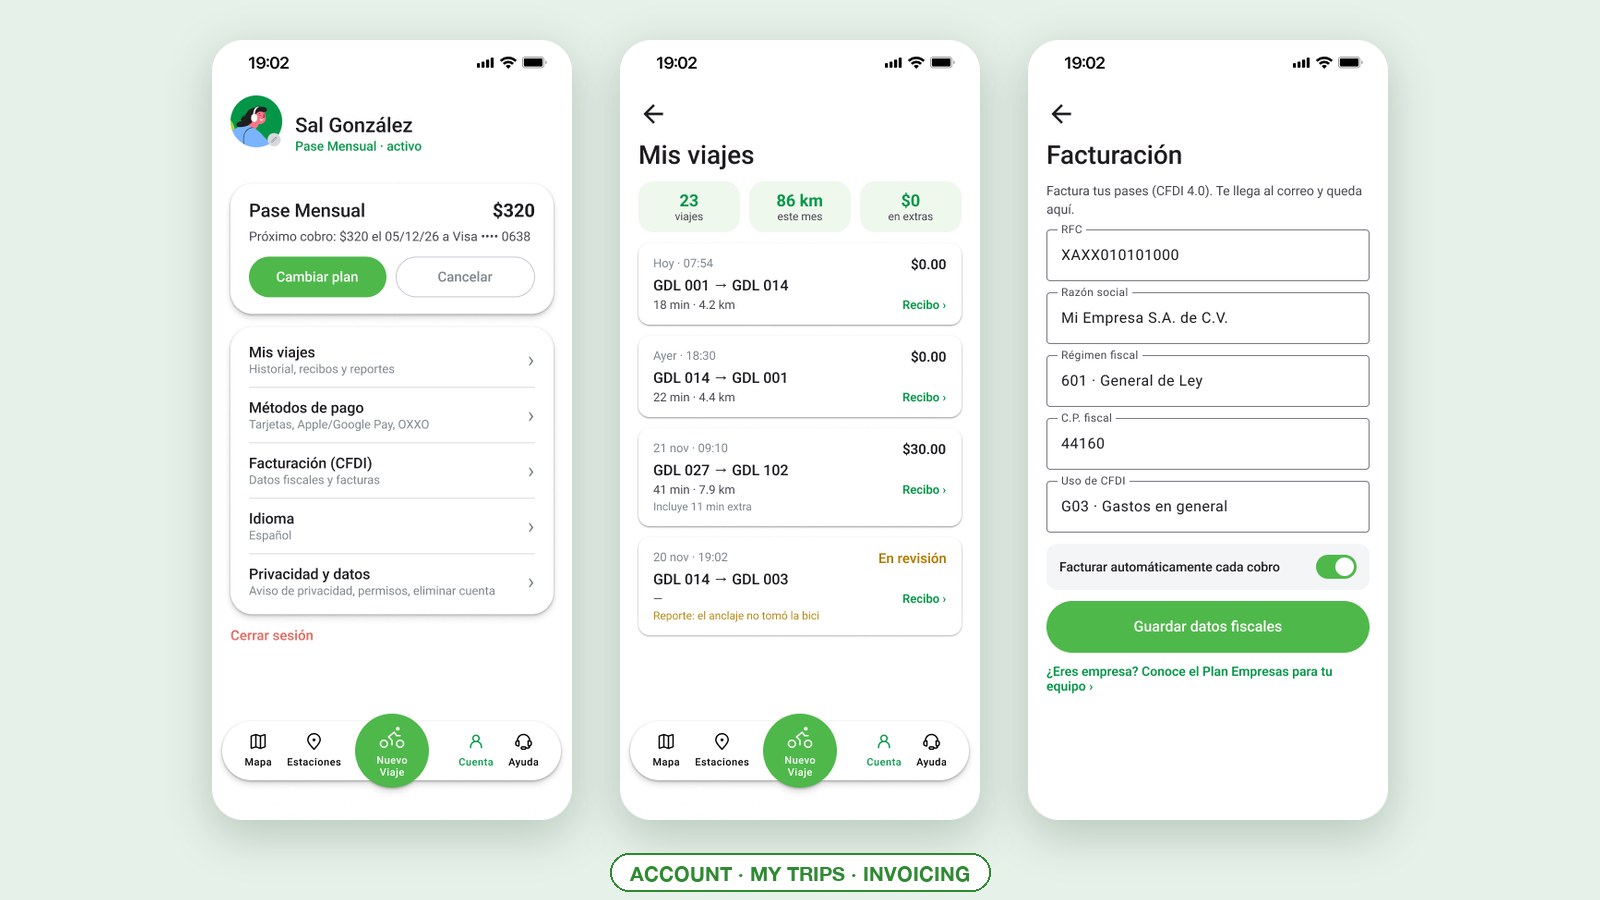 19:02
Sal González
Pase Mensual · activo
Pase Mensual
$320
Próximo cobro: $320 el 05/12/26 a Visa •••• 0638
Cambiar plan
Cancelar
Mis viajes
Historial, recibos y reportes
Métodos de pago
Tarjetas, Apple/Google Pay, OXXO
Facturación (CFDI)
Datos fiscales y facturas
Idioma
Español
Privacidad y datos
Aviso de privacidad, permisos, eliminar cuenta
Cerrar sesión
Mapa
Estaciones
Nuevo
Viaje
Cuenta
Ayuda
19:02
Mis viajes
23
viajes
86 km
este mes
$0
en extras
Hoy · 07:54
$0.00
GDL 001 → GDL 014
18 min · 4.2 km
Recibo ›
Ayer · 18:30
$0.00
GDL 014 → GDL 001
22 min · 4.4 km
Recibo ›
21 nov · 09:10
$30.00
GDL 027 → GDL 102
41 min · 7.9 km
Recibo ›
Incluye 11 min extra
20 nov · 19:02
En revisión
GDL 014 → GDL 003
—
Recibo ›
Reporte: el anclaje no tomó la bici
Mapa
Estaciones
Nuevo
Viaje
Cuenta
Ayuda
19:02
Facturación
Factura tus pases (CFDI 4.0). Te llega al correo y queda
aquí.
RFC
XAXX010101000
Razón social
Mi Empresa S.A. de C.V.
Régimen fiscal
601 · General de Ley
C.P. fiscal
44160
Uso de CFDI
G03 · Gastos en general
Facturar automáticamente cada cobro
Guardar datos fiscales
¿Eres empresa? Conoce el Plan Empresas para tu
equipo ›
ACCOUNT · MY TRIPS · INVOICING